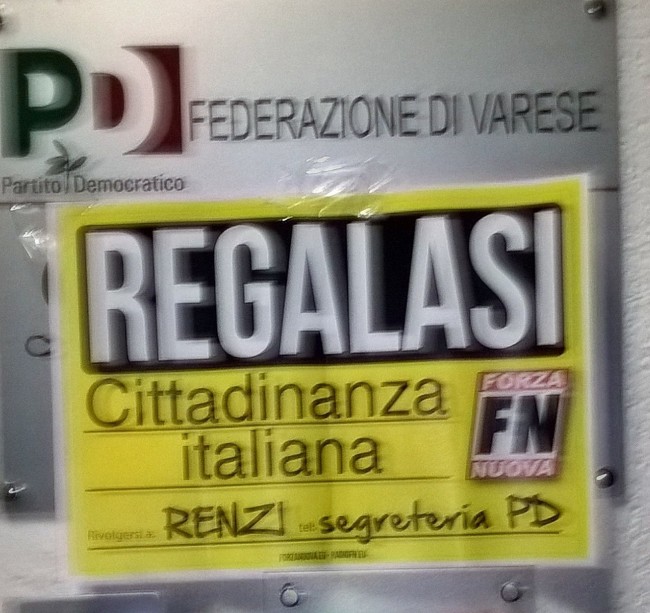 PD FEDERAZIONE DI VARESE
Partito Democratico
REGALASI
Cittadinanza
italiana
FORZA
FN
NUOVA
Rivolgersi a: RENZI tel: segreteria PD